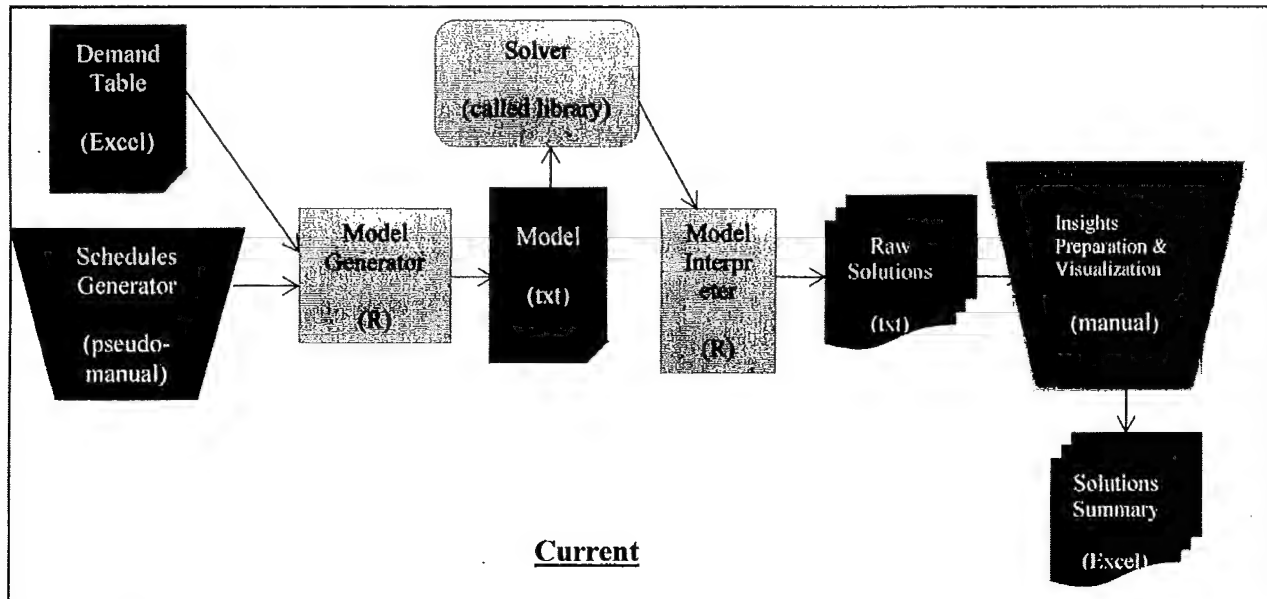 Demand
Table
(Excel)
Schedules
Generator
(pseudo-
manual)
Model
Generator
(R)
Solver
(called library)
Model
(txt)
Model
Interpr
eter
(R)
Raw
Solutions
(txt)
Insights
Preparation &
Visualization
(manual)
Solutions
Summary
(Excel)
Current